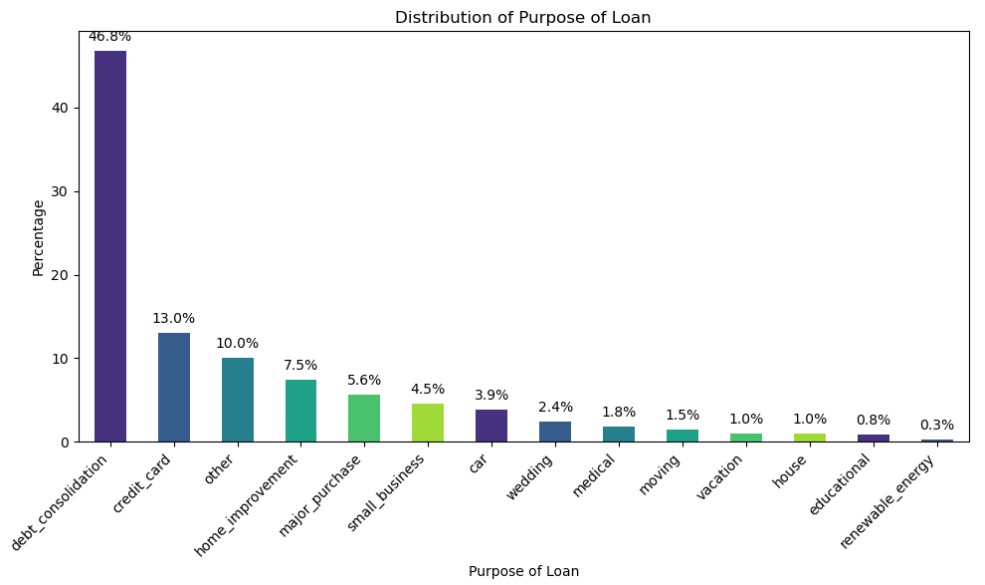 Distribution of Purpose of Loan
46.8%
40
30
20
10
0
Percentage
13.0%
10.0%
7.5%
5.6%
4.5%
3.9%
2.4%
1.8%
1.5%
1.0%
1.0%
0.8%
0.3%
debt_consolidation
credit_card
other
home_improvement
major_purchase
small_business
car
wedding
medical
moving
vacation
house
educational
renewable_energy
Purpose of Loan